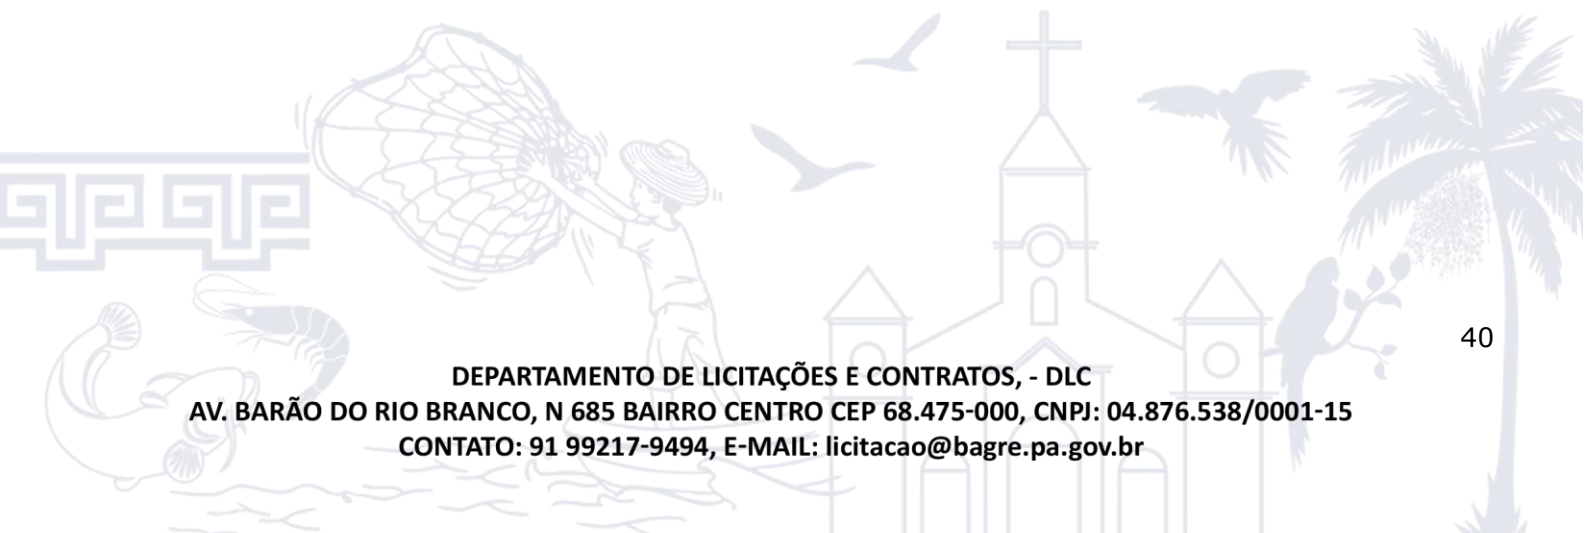 40
DEPARTAMENTO DE LICITAÇÕES E CONTRATOS, - DLC
AV. BARÃO DO RIO BRANCO, N 685 BAIRRO CENTRO CEP 68.475-000, CNPJ: 04.876.538/0001-15
CONTATO: 91 99217-9494, E-MAIL: licitacao@bagre.pa.gov.br